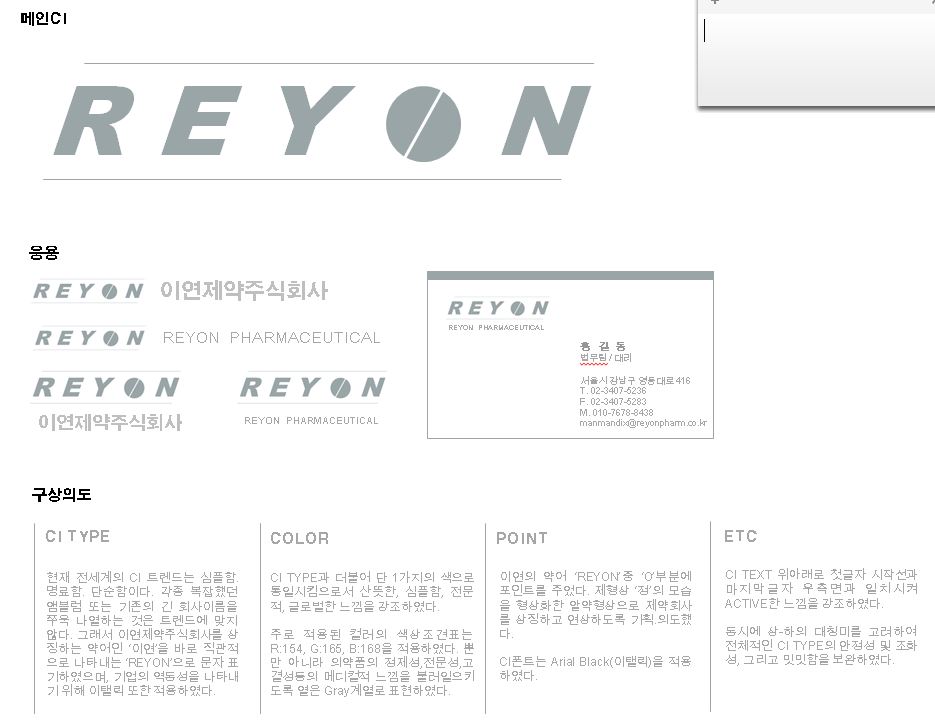 메인CI
REYON
응용
REYON 이연제약주식회사
REYON REYON PHARMACEUTICAL
REYON
이연제약주식회사
REYON
REYON PHARMACEUTICAL
REYON
REYON PHARMACEUTICAL
홍 길 동
법무팀 / 대리
서울시 강남구 영동대로 416
T. 02-3407-5236
F. 02-3407-5283
M. 010-7678-8438
manmandix@reyonpharm.co.kr
구상의도
CI TYPE
현재 전세계의 CI 트렌드는 심플함.
명료함. 단순함이다. 각종 복잡했던
앰블럼 또는 기존의 긴 회사이름을
쭈욱 나열하는 것은 트렌드에 맞지
않다. 그래서 이연제약주식회사를 상
징하는 약어인 '이연'을 바로 직관적
으로 나타내는 'REYON'으로 문자 표
기하였으며, 기업의 역동성을 나타내
기 위해 이탤릭 또한 적용하였다.
COLOR
CI TYPE과 더불어 단 1가지의 색으로
통일시킴으로서 산뜻한, 심플함, 전문
적, 글로벌한 느낌을 강조하였다.
주로 적용된 컬러의 색상조견표는
R:154, G:165, B:168을 적용하였다. 뿐
만 아니라 의약품의 정제성,전문성,고
결성등의 메디컬적 느낌을 불러일으키
도록 옅은 Gray계열로 표현하였다.
POINT
이연의 약어 'REYON'중 'O'부분에
포인트를 주었다. 제형상 '정'의 모습
을 형상화한 알약형상으로 제약회사
를 상징하고 연상하도록 기획.의도했
다.
CI폰트는 Arial Black(이탤릭)을 적용
하였다.
ETC
CI TEXT 위아래로 첫글자 시작선과
마지막글자 우측면과 일치시켜
ACTIVE한 느낌을 강조하였다.
동시에 상-하의 대칭미를 고려하여
전체적인 CI TYPE의 안정성 및 조화
성, 그리고 밋밋함을 보완하였다.